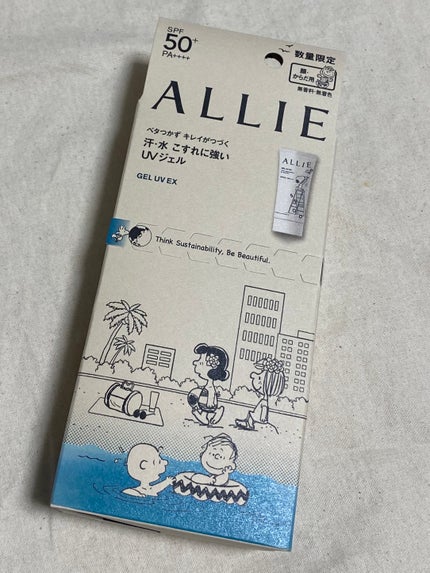 SPF
50+
PA++++
数量限定
顔・
からだ用
無香料・無着色
ALLIE
ベタつかず キレイがつづく
汗・水 こすれに強い
UVジェル
GEL UV EX
ALLIE
Think Sustainability, Be Beautiful.